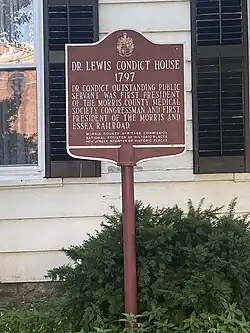 DR. LEWIS CONDICT HOUSE
1797
DR. CONDICT OUTSTANDING PUBLIC
SERVANT WAS FIRST PRESIDENT
OF THE MORRIS COUNTY MEDICAL
SOCIETY, CONGRESSMAN AND FIRST
PRESIDENT OF THE MORRIS AND
ESSEX RAILROAD.
MORRIS COUNTY HERITAGE COMMISSION
NATIONAL REGISTER OF HISTORIC PLACES
NEW JERSEY REGISTER OF HISTORIC PLACES